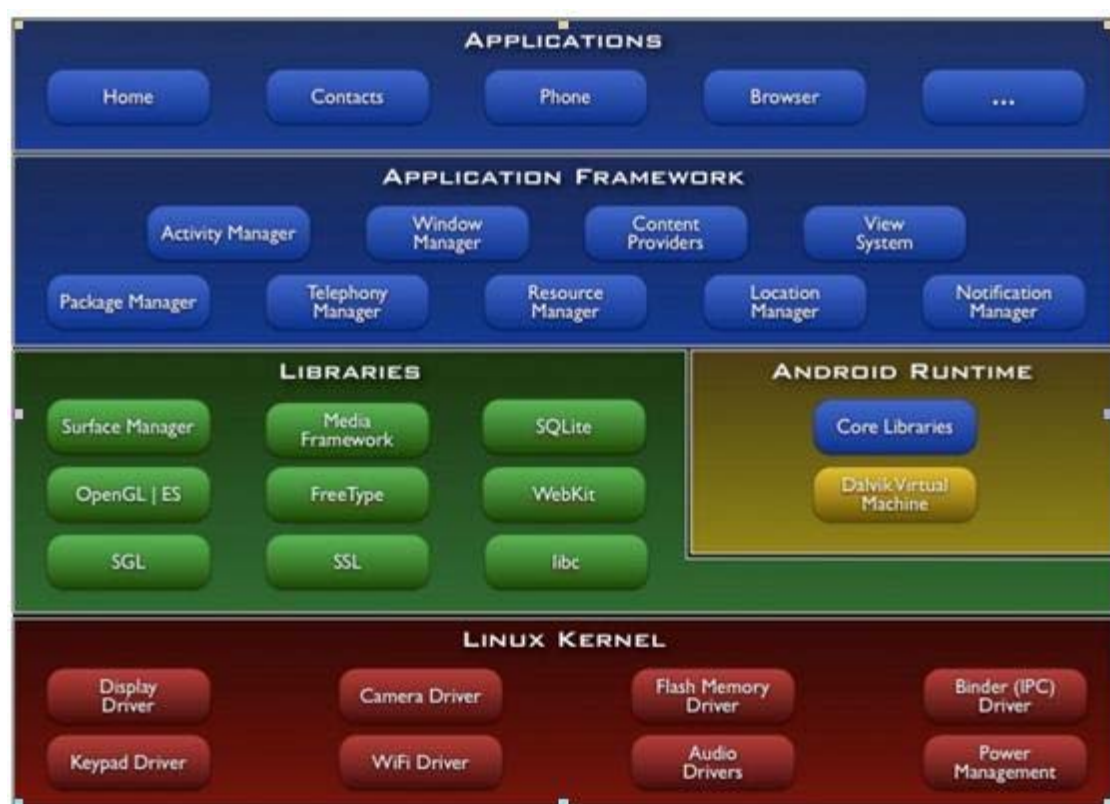 APPLICATIONS
Home
Contacts
Phone
Browser
...
APPLICATION FRAMEWORK
Activity Manager
Window
Manager
Content
Providers
View
System
Package Manager
Telephony
Manager
Resource
Manager
Location
Manager
Notification
Manager
LIBRARIES
Surface Manager
Media
Framework
SQLite
OpenGL | ES
FreeType
WebKit
SGL
SSL
libc
ANDROID RUNTIME
Core Libraries
Dalvik Virtual
Machine
LINUX KERNEL
Display
Driver
Camera Driver
Flash Memory
Driver
Binder (IPC)
Driver
Keypad Driver
WiFi Driver
Audio
Drivers
Power
Management